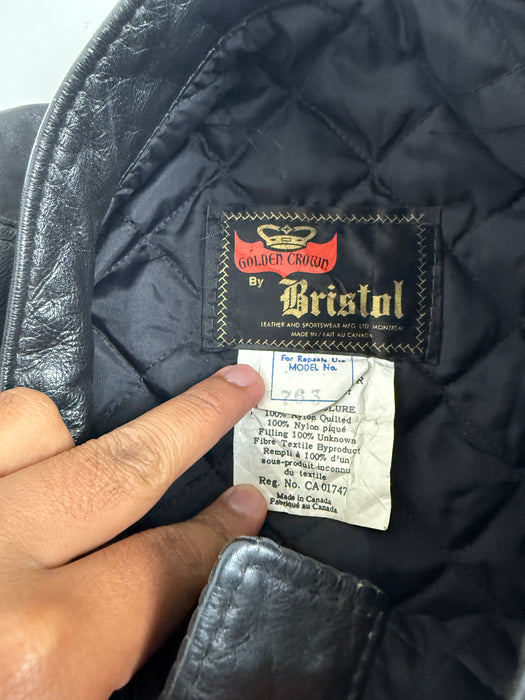 GOLDEN CROWN
By Bristol
LEATHER AND SPORTSWEAR MFG. LTD. MONTREAL
MADE IN / FAIT AU CANADA
For Repeats Use
MODEL No.
R
763
LURE
100% Nylon Quilted
100% Nylon piqué
Filling 100% Unknown
Fibre Textile Byproduct
Rempli à 100% d'un
sous-produit inconnu
du textile
Reg. No. CA 01747
Made in Canada
Fabriqué au Canada